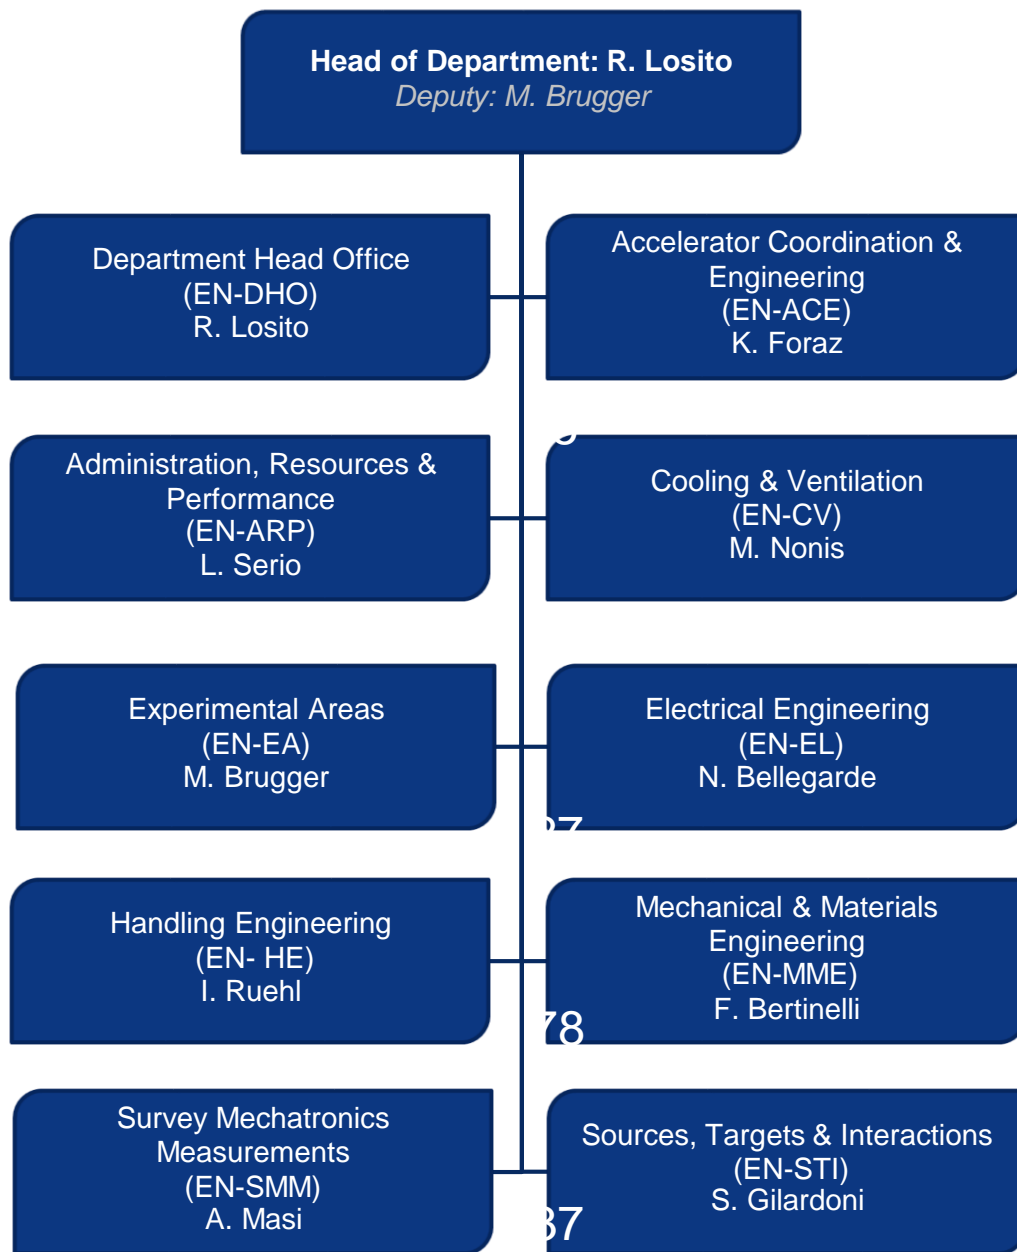 Head of Department: R. Losito
Deputy: M. Brugger
Department Head Office
(EN-DHO)
R. Losito
Accelerator Coordination &
Engineering
(EN-ACE)
K. Foraz
Administration, Resources &
Performance
(EN-ARP)
L. Serio
Cooling & Ventilation
(EN-CV)
M. Nonis
Experimental Areas
(EN-EA)
M. Brugger
Electrical Engineering
(EN-EL)
N. Bellegarde
Handling Engineering
(EN- HE)
I. Ruehl
Mechanical & Materials
Engineering
(EN-MME)
F. Bertinelli
78
Survey Mechatronics
Measurements
(EN-SMM)
A. Masi
Sources, Targets & Interactions
(EN-STI)
S. Gilardoni
37